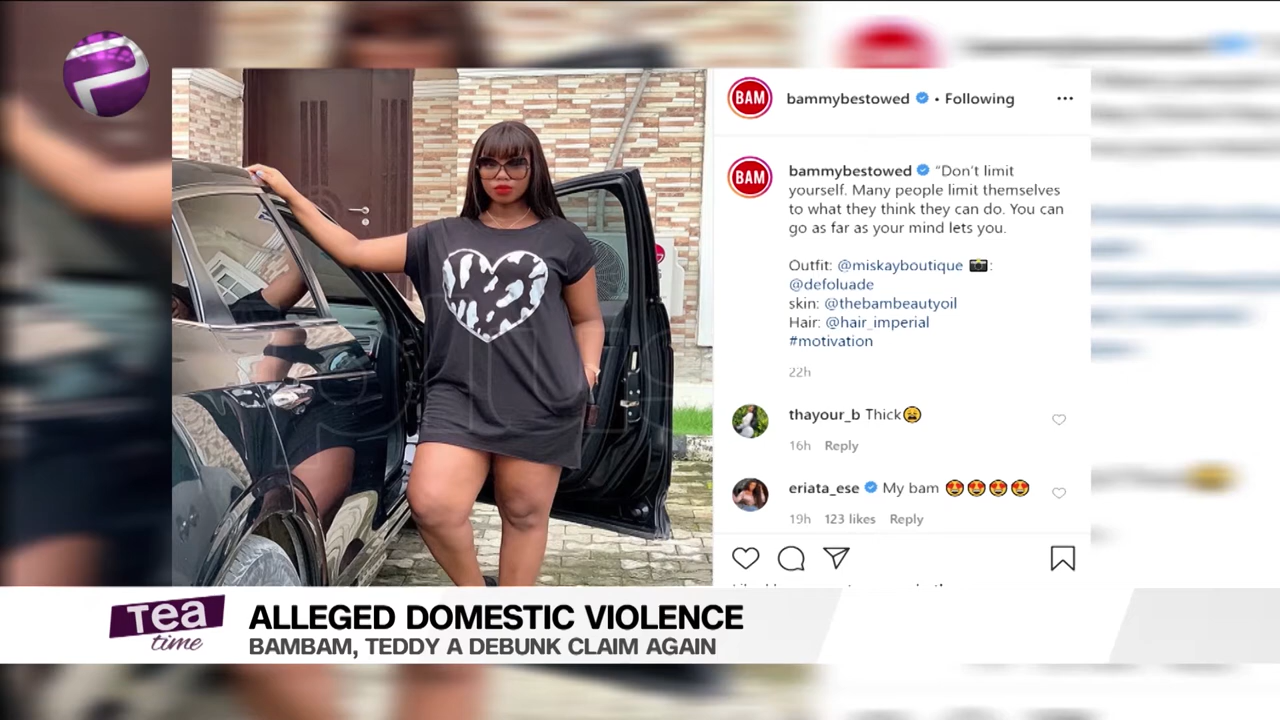 BAM
bammybestowed • Following
BAM
bammybestowed “Don't limit
yourself. Many people limit themselves
to what they think they can do. You can
go as far as your mind lets you.
Outfit: @miskayboutique 📸:
@defoluade
skin: @thebambeautyoil
Hair: @hair_imperial
#motivation
22h
thayour_b Thick😩
16h Reply
eriata_ese My bam 😍😍😍😍
19h 123 likes Reply
Tea
time
ALLEGED DOMESTIC VIOLENCE
BAMBAM, TEDDY A DEBUNK CLAIM AGAIN